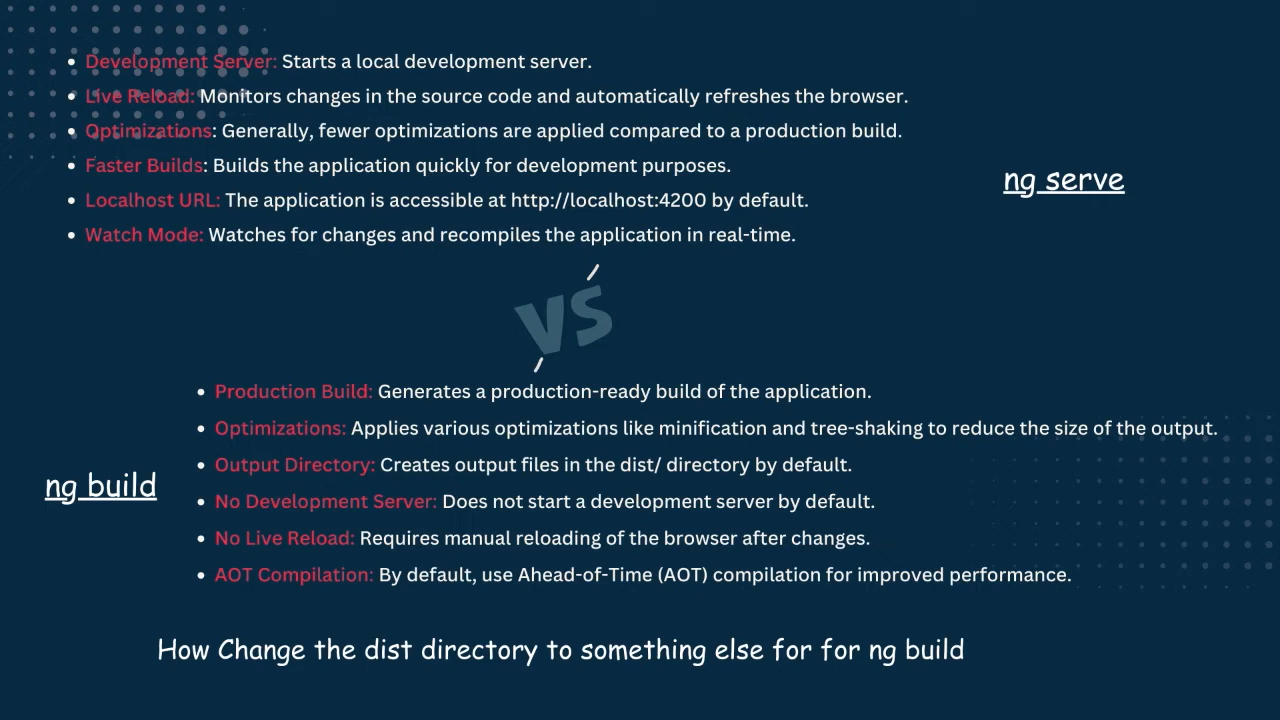 • Development Server: Starts a local development server.
• Live Reload: Monitors changes in the source code and automatically refreshes the browser.
• Optimizations: Generally, fewer optimizations are applied compared to a production build.
• Faster Builds: Builds the application quickly for development purposes.
• Localhost URL: The application is accessible at http://localhost:4200 by default.
• Watch Mode: Watches for changes and recompiles the application in real-time.
ng serve
VS
• Production Build: Generates a production-ready build of the application.
• Optimizations: Applies various optimizations like minification and tree-shaking to reduce the size of the output.
• Output Directory: Creates output files in the dist/ directory by default.
• No Development Server: Does not start a development server by default.
• No Live Reload: Requires manual reloading of the browser after changes.
• AOT Compilation: By default, use Ahead-of-Time (AOT) compilation for improved performance.
ng build
How Change the dist directory to something else for for ng build